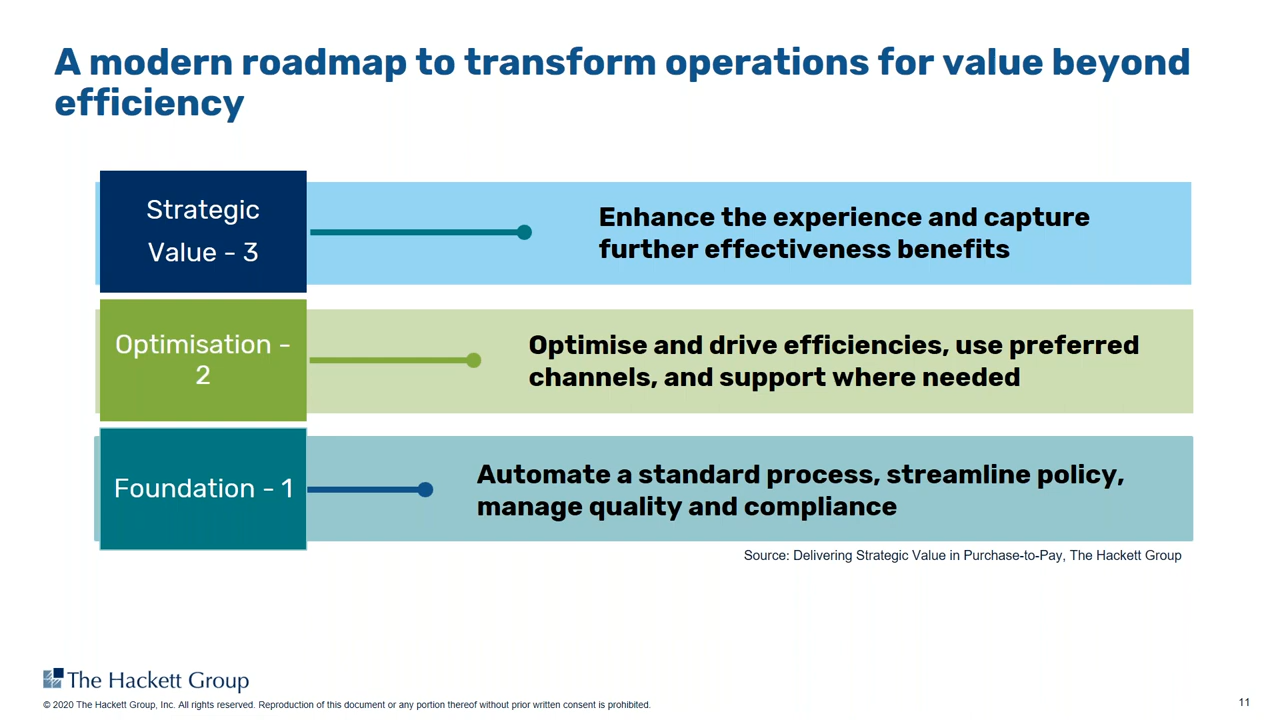 A modern roadmap to transform operations for value beyond
efficiency
Strategic
Value - 3
Enhance the experience and capture
further effectiveness benefits
Optimisation -
2
Optimise and drive efficiencies, use preferred
channels, and support where needed
Foundation - 1
Automate a standard process, streamline policy,
manage quality and compliance
Source: Delivering Strategic Value in Purchase-to-Pay, The Hackett Group
The Hackett Group
© 2020 The Hackett Group, Inc. All rights reserved. Reproduction of this document or any portion thereof without prior written consent is prohibited.
11